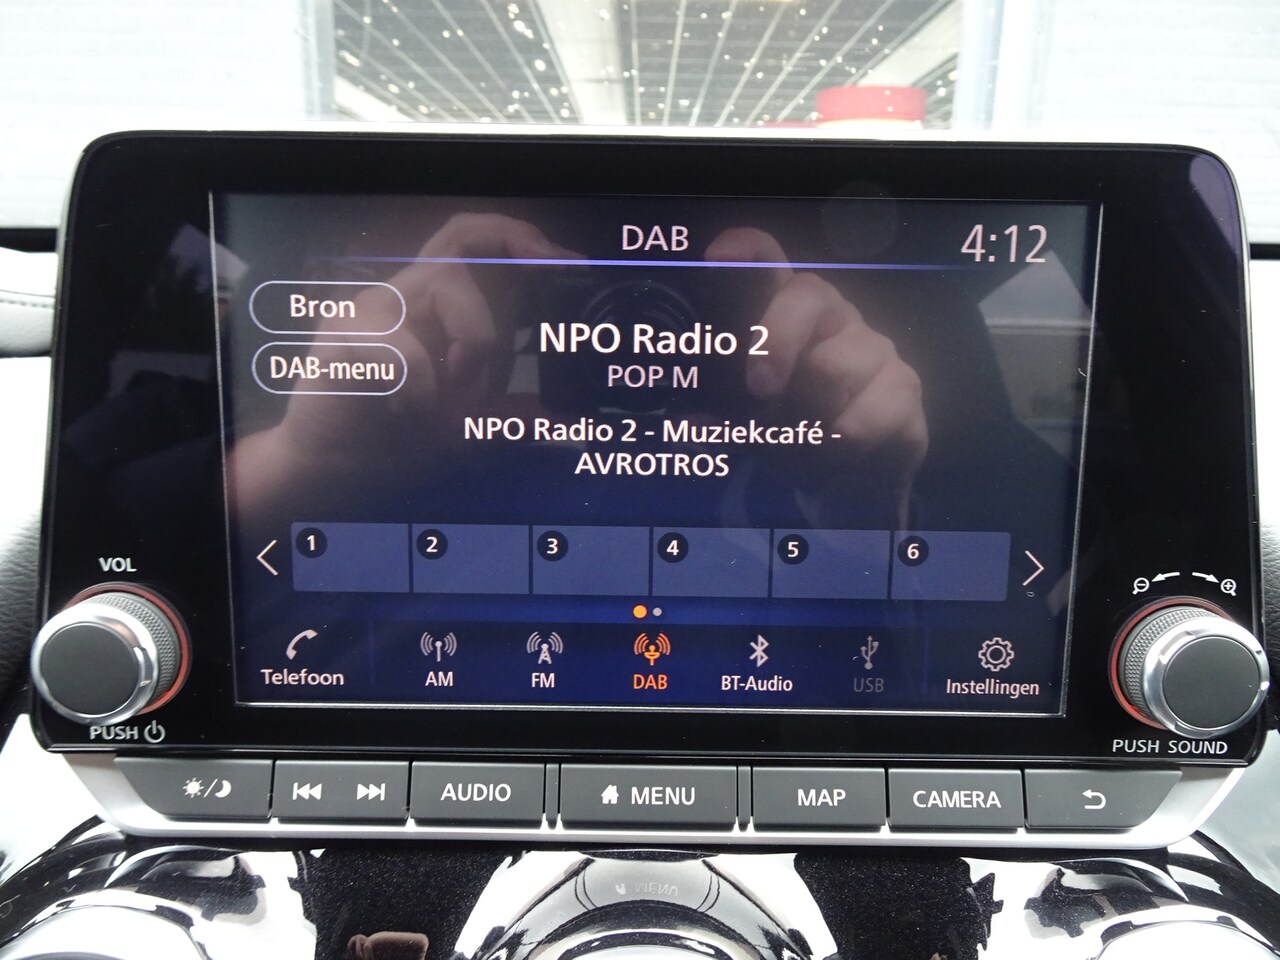 DAB
4:12
Bron
DAB-menu
NPO Radio 2
POP M
NPO Radio 2 - Muziekcafé -
AVROTROS
1 2 3 4 5 6
Telefoon AM FM DAB BT-Audio USB Instellingen
VOL
PUSH
PUSH SOUND
AUDIO MENU MAP CAMERA
MENU